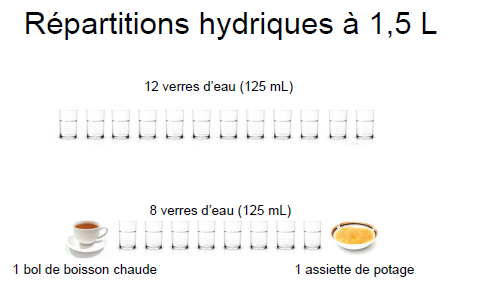 Répartitions hydriques à 1,5 L
12 verres d'eau (125 mL)
8 verres d'eau (125 mL)
1 bol de boisson chaude
1 assiette de potage